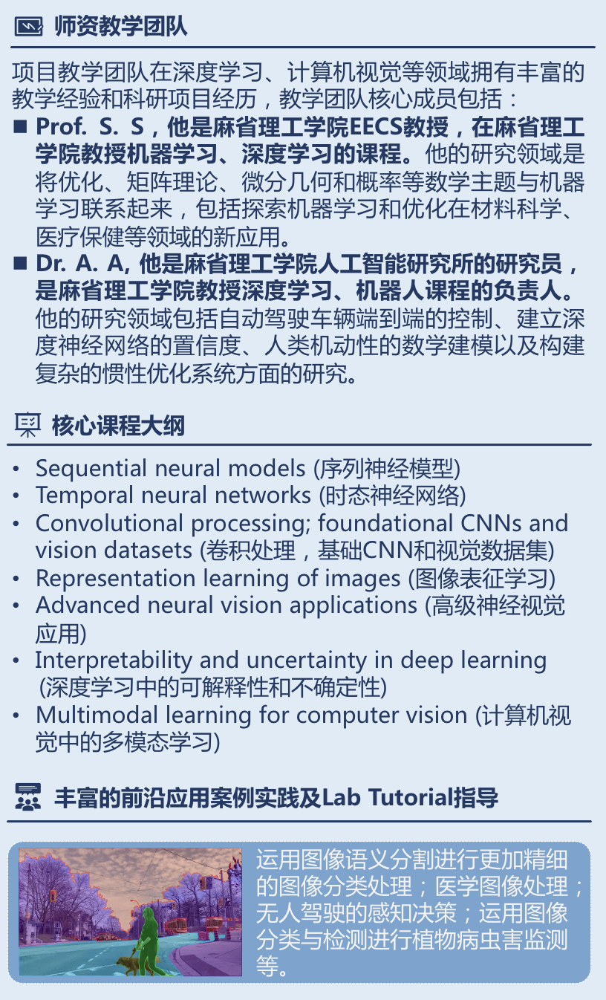 师资教学团队
项目教学团队在深度学习、计算机视觉等领域拥有丰富的
教学经验和科研项目经历，教学团队核心成员包括：
■ Prof. S. S，他是麻省理工学院EECS教授，在麻省理工
学院教授机器学习、深度学习的课程。他的研究领域是
将优化、矩阵理论、微分几何和概率等数学主题与机器
学习联系起来，包括探索机器学习和优化在材料科学、
医疗保健等领域的新应用。
■ Dr. A. A, 他是麻省理工学院人工智能研究所的研究员，
是麻省理工学院教授深度学习、机器人课程的负责人。
他的研究领域包括自动驾驶车辆端到端的控制、建立深
度神经网络的置信度、人类机动性的数学建模以及构建
复杂的惯性优化系统方面的研究。
核心课程大纲
• Sequential neural models (序列神经模型)
• Temporal neural networks (时态神经网络)
• Convolutional processing; foundational CNNs and
vision datasets (卷积处理，基础CNN和视觉数据集)
• Representation learning of images (图像表征学习)
• Advanced neural vision applications (高级神经视觉
应用)
• Interpretability and uncertainty in deep learning
(深度学习中的可解释性和不确定性)
• Multimodal learning for computer vision (计算机视
觉中的多模态学习)
丰富的前沿应用案例实践及Lab Tutorial指导
运用图像语义分割进行更加精细
的图像分类处理；医学图像处理；
无人驾驶的感知决策；运用图像
分类与检测进行植物病虫害监测
等。